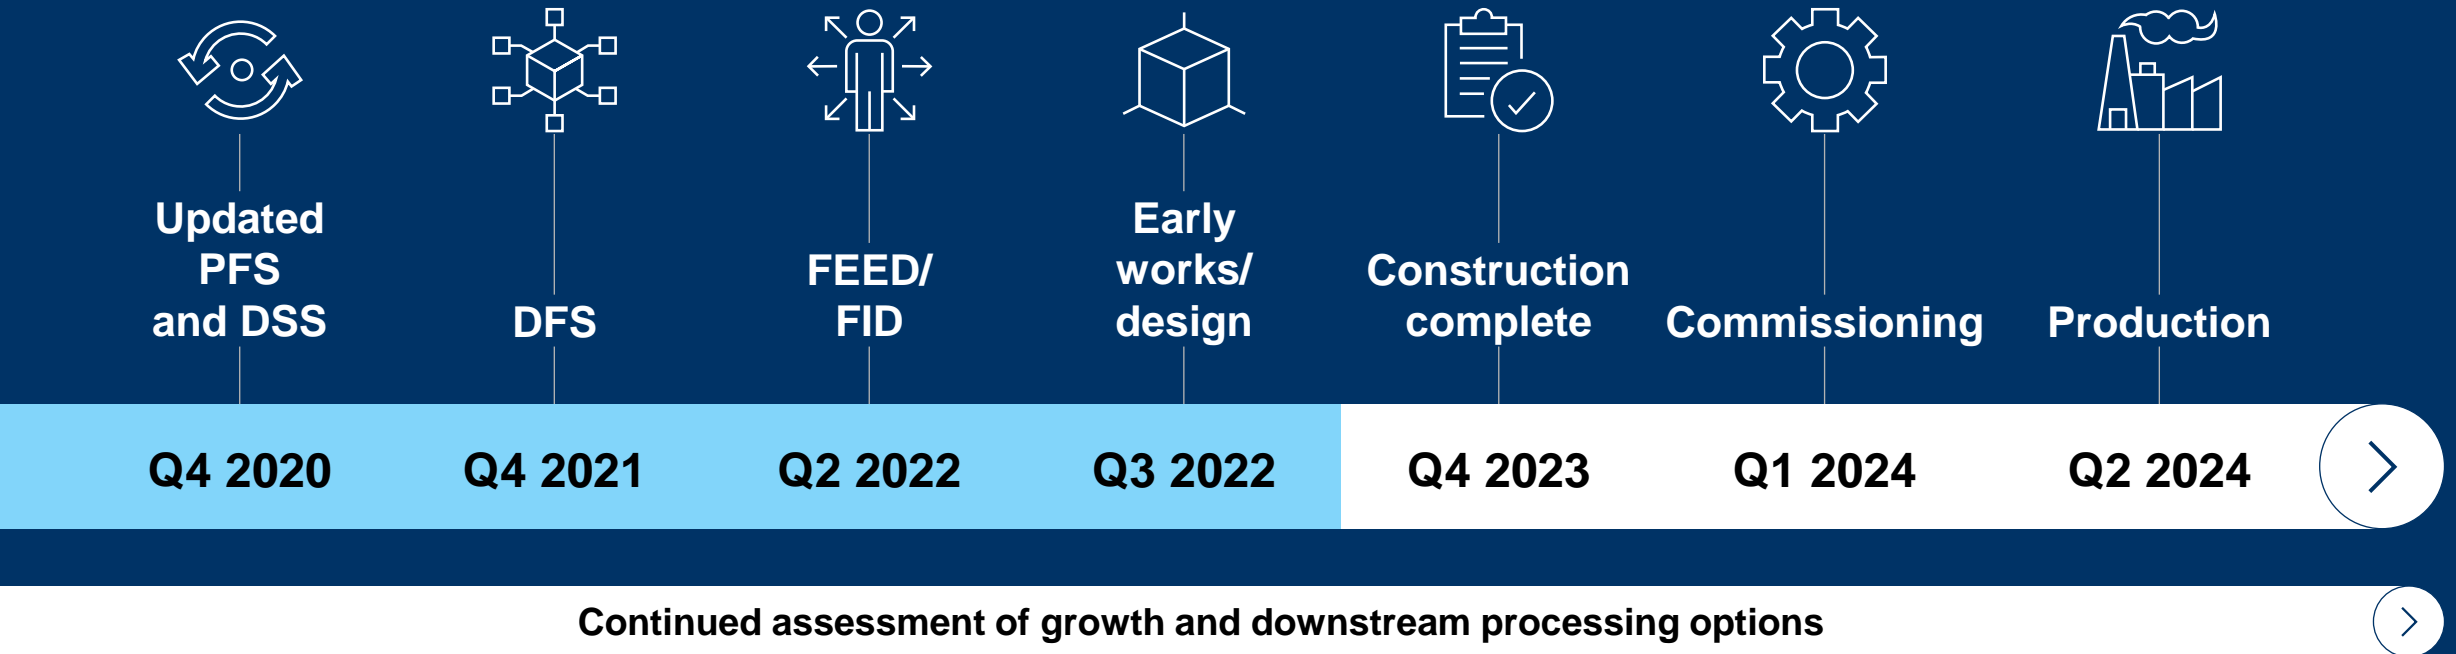 Updated
PFS
and DSS
DFS
FEED/
FID
Early
works/
design
Construction
complete
Commissioning
Production
Q4 2020
Q4 2021
Q2 2022
Q3 2022
Q4 2023
Q1 2024
Q2 2024
Continued assessment of growth and downstream processing options